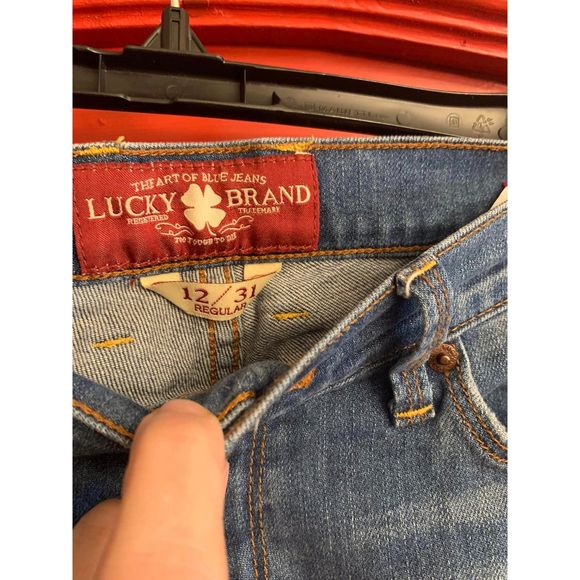 THE ART OF BLUE JEANS
LUCKY BRAND
REGISTERED TRADEMARK
TOO TOUGH TO DIE
12/31
REGULAR